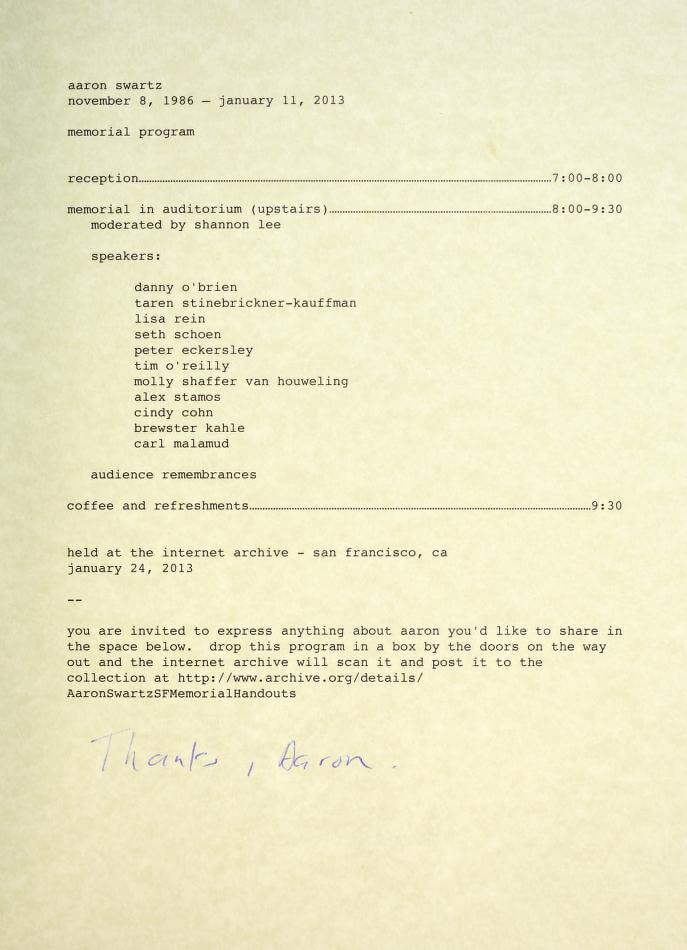 aaron swartz
november 8, 1986 — january 11, 2013
memorial program
reception……………………………………………………………………………………………………7:00-8:00
memorial in auditorium (upstairs)……………………………………………………8:00-9:30
moderated by shannon lee
speakers:
danny o'brien
taren stinebrickner-kauffman
lisa rein
seth schoen
peter eckersley
tim o'reilly
molly shaffer van houweling
alex stamos
cindy cohn
brewster kahle
carl malamud
audience remembrances
coffee and refreshments…………………………………………………………………………………9:30
held at the internet archive - san francisco, ca
january 24, 2013
--
you are invited to express anything about aaron you'd like to share in
the space below.  drop this program in a box by the doors on the way
out and the internet archive will scan it and post it to the
collection at http://www.archive.org/details/
AaronSwartzSFMemorialHandouts
Thanks, Aaron.